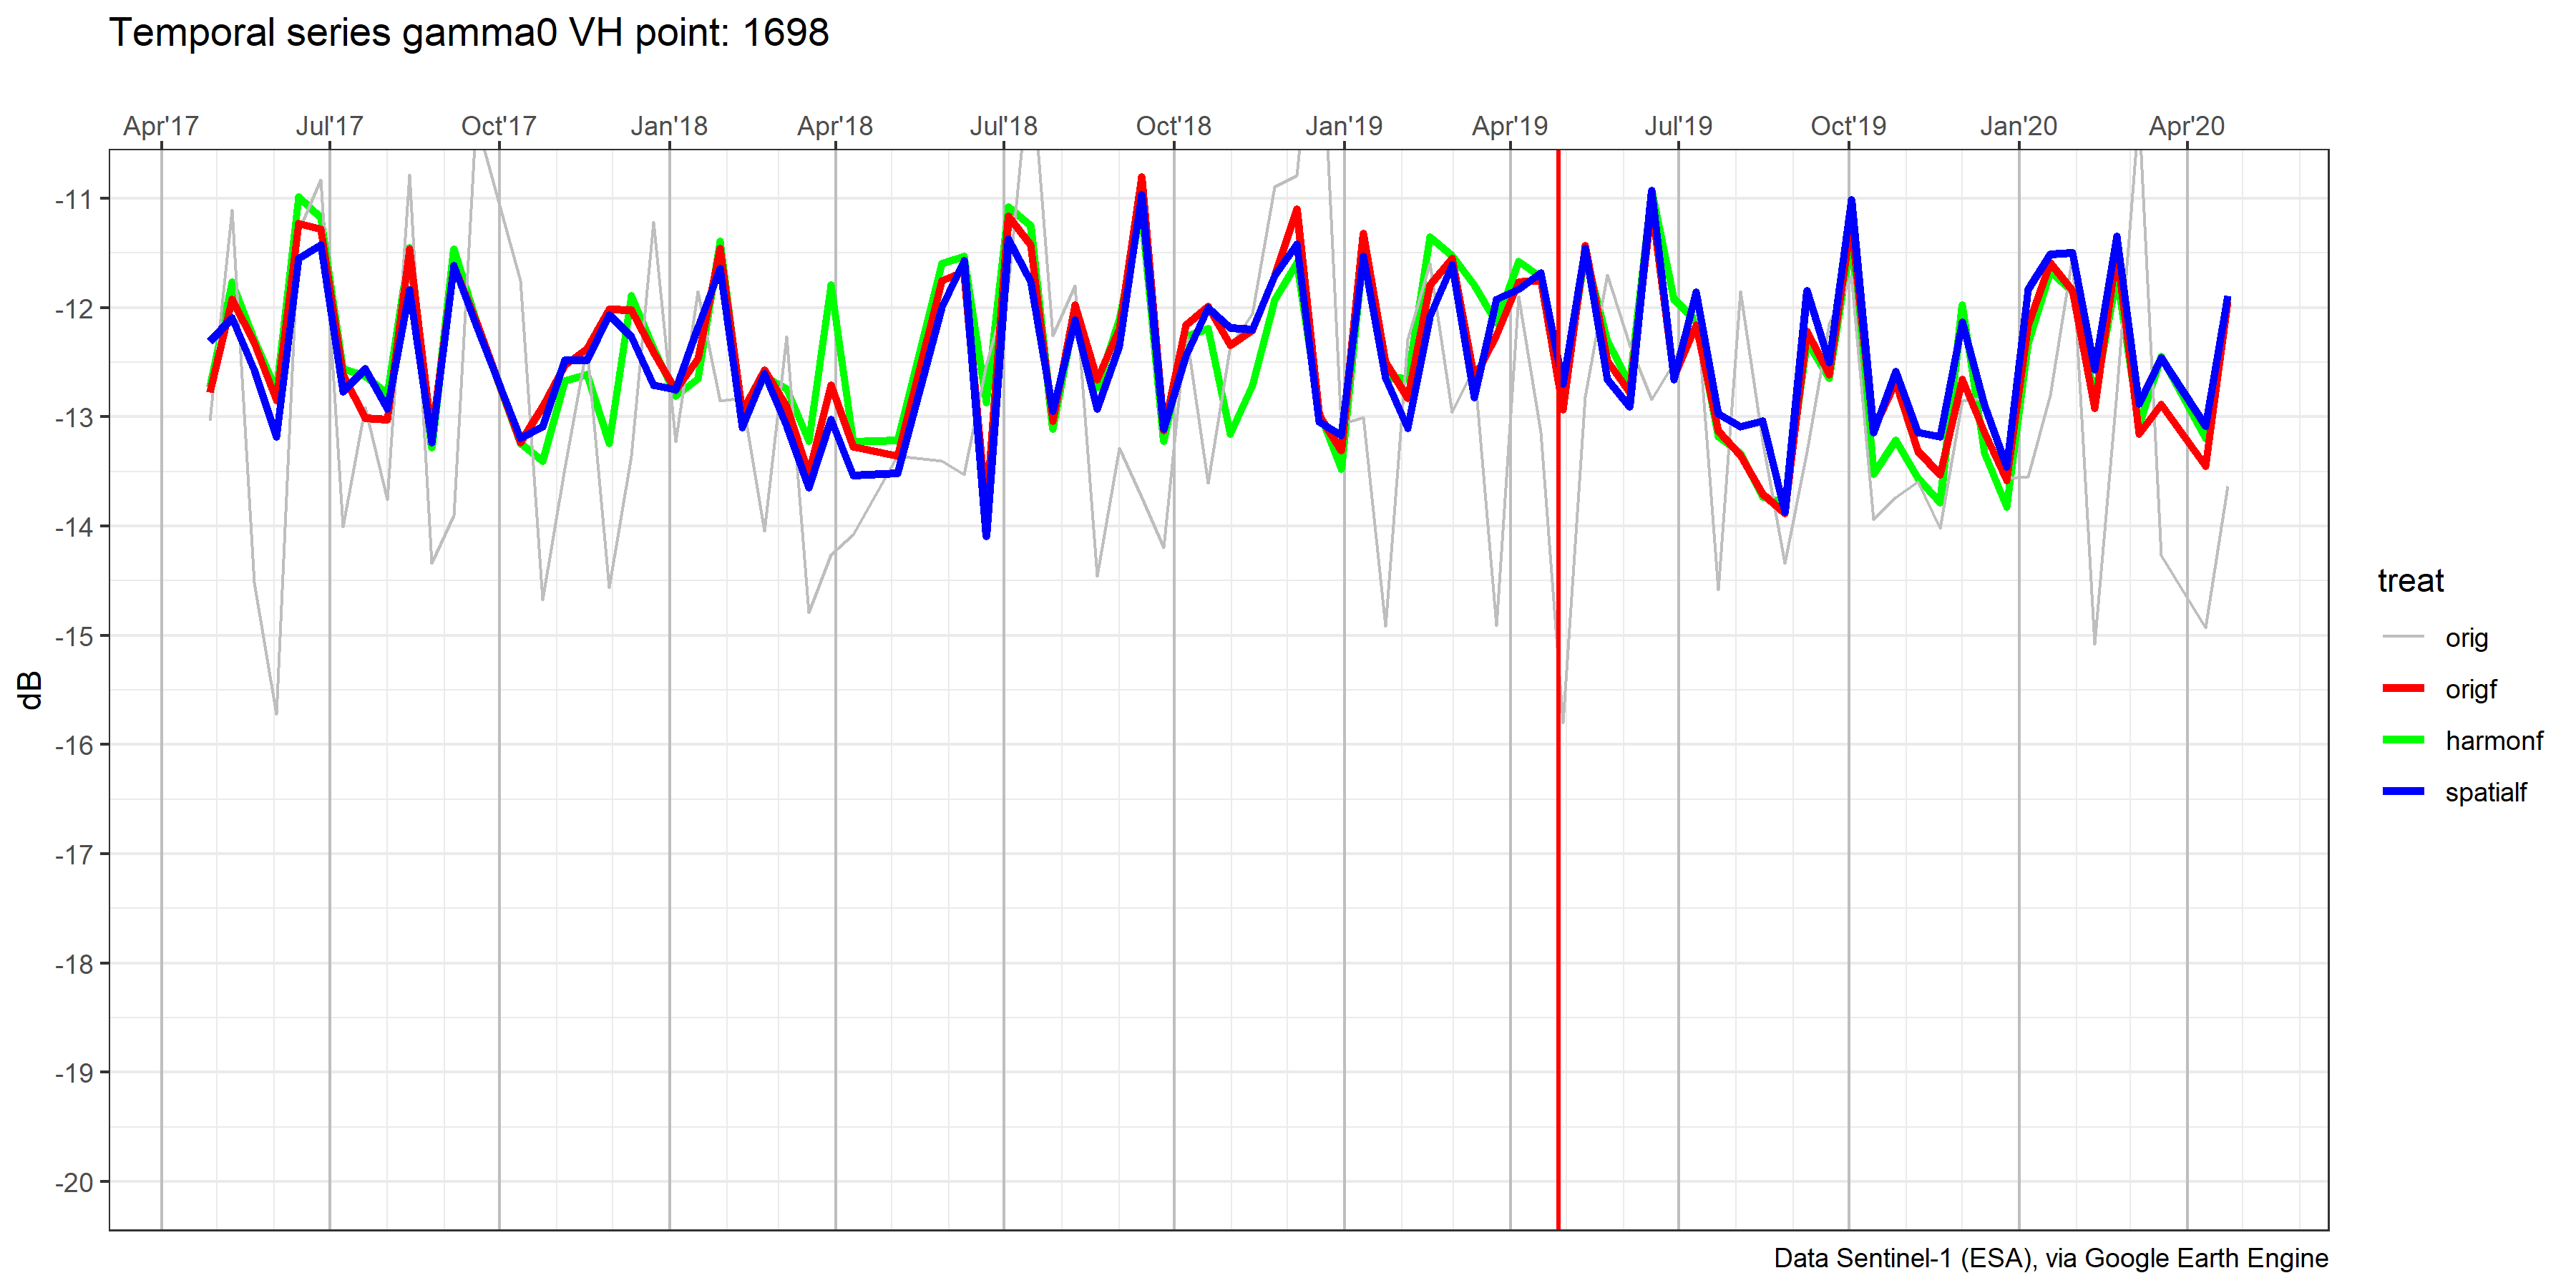 Temporal series gamma0 VH point: 1698
Apr'17 Jul'17 Oct'17 Jan'18 Apr'18 Jul'18 Oct'18 Jan'19 Apr'19 Jul'19 Oct'19 Jan'20 Apr'20
-11
-12
-13
-14
-15
-16
-17
-18
-19
-20
dB
treat
orig
origf
harmonf
spatialf
Data Sentinel-1 (ESA), via Google Earth Engine